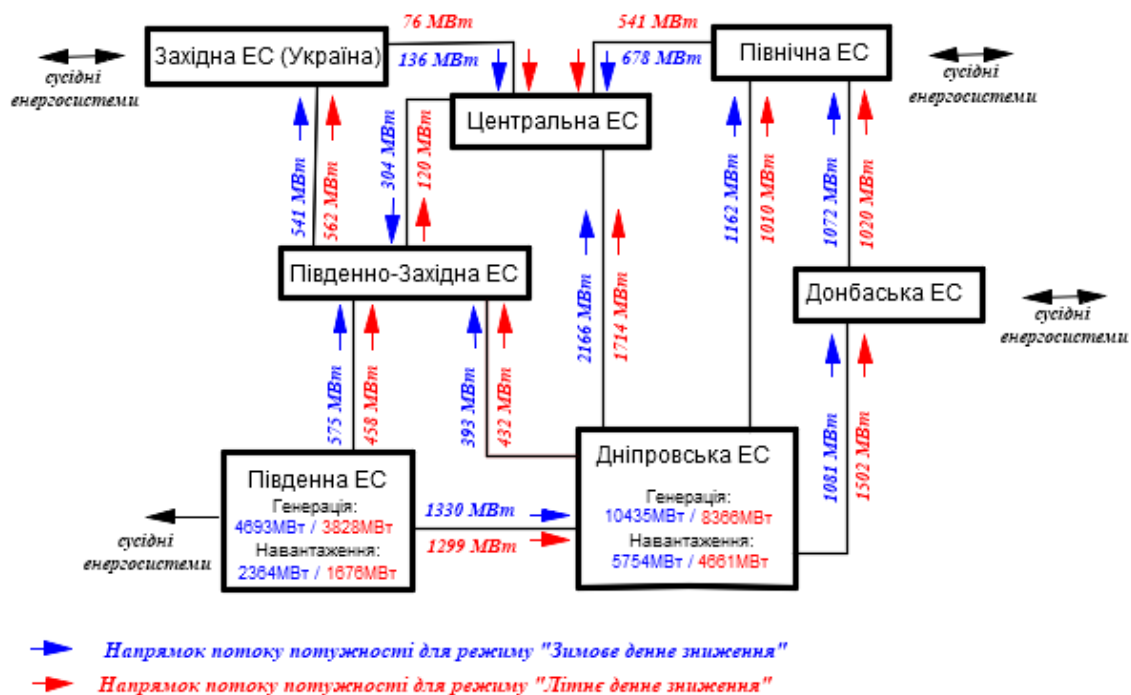 76 МВт
541 МВт
Західна ЕС (Україна)
136 МВт
678 МВт
Північна ЕС
сусідні
енергосистеми
сусідні
енергосистеми
Центральна ЕС
541 МВт
562 МВт
304 МВт
120 МВт
1162 МВт
1010 МВт
1072 МВт
1020 МВт
Південно-Західна ЕС
Донбаська ЕС
сусідні
енергосистеми
2166 МВт
1714 МВт
575 МВт
458 МВт
393 МВт
432 МВт
1081 МВт
1502 МВт
Південна ЕС
Генерація:
4693МВт / 3828МВт
Навантаження:
2364МВт / 1676МВт
сусідні
енергосистеми
1330 МВт
1299 МВт
Дніпровська ЕС
Генерація:
10435МВт / 8366МВт
Навантаження:
5754МВт / 4661МВт
Напрямок потоку потужності для режиму "Зимове денне зниження"
Напрямок потоку потужності для режиму "Літнє денне зниження"